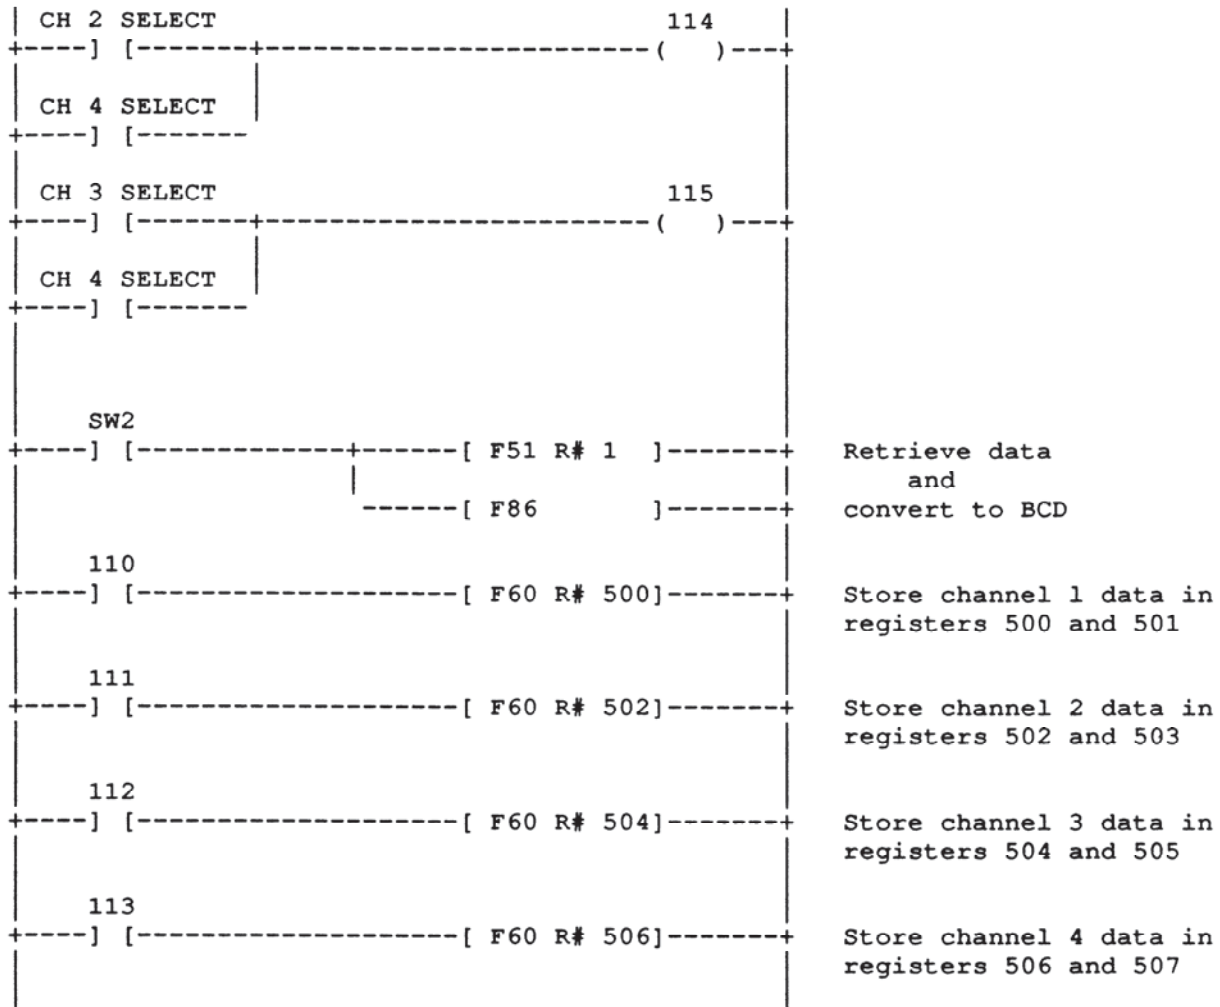 CH 2 SELECT 114
+----] [-------+-----------------------( )---+
CH 4 SELECT
+----] [-------
CH 3 SELECT 115
+----] [-------+-----------------------( )---+
CH 4 SELECT
+----] [-------
SW2
+----] [-------------+------[ F51 R# 1 ]-------+ Retrieve data
and
------[ F86 ]-------+ convert to BCD
110
+----] [--------------------[ F60 R# 500]-------+ Store channel 1 data in
registers 500 and 501
111
+----] [--------------------[ F60 R# 502]-------+ Store channel 2 data in
registers 502 and 503
112
+----] [--------------------[ F60 R# 504]-------+ Store channel 3 data in
registers 504 and 505
113
+----] [--------------------[ F60 R# 506]-------+ Store channel 4 data in
registers 506 and 507